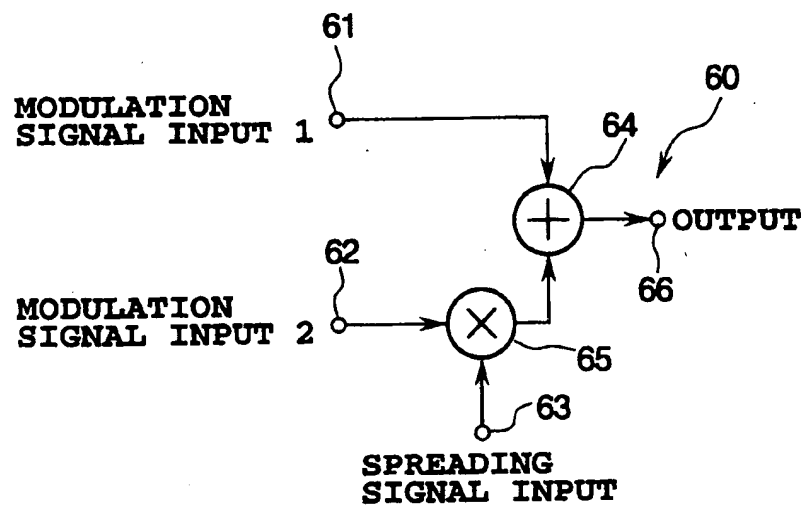 61
60
MODULATION
SIGNAL INPUT 1
64
+
OUTPUT
66
62
MODULATION
SIGNAL INPUT 2
×
65
63
SPREADING
SIGNAL INPUT